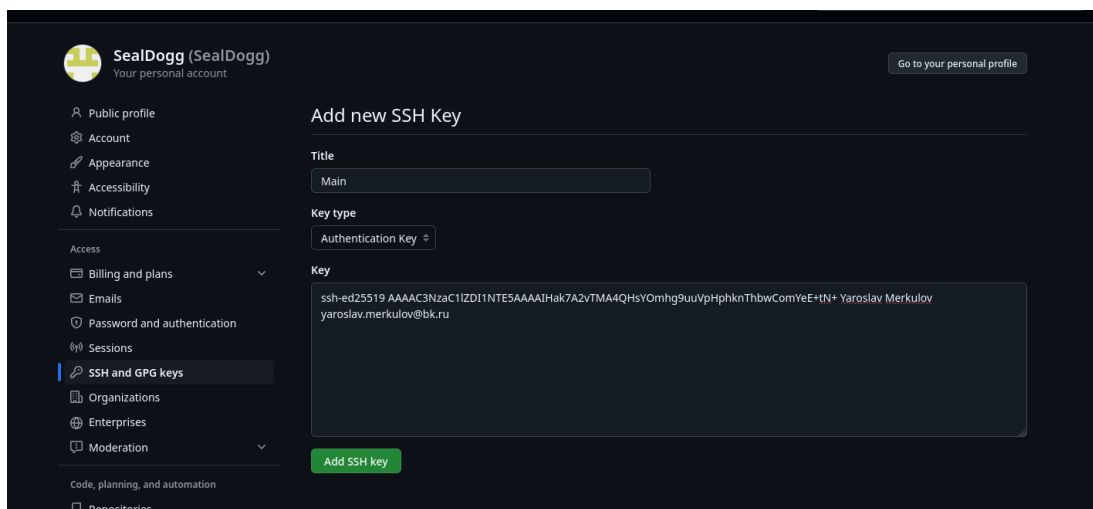 SealDogg (SealDogg)
Your personal account
Go to your personal profile
Public profile
Account
Appearance
Accessibility
Notifications
Access
Billing and plans
Emails
Password and authentication
Sessions
SSH and GPG keys
Organizations
Enterprises
Moderation
Code, planning, and automation
Repositories
Add new SSH Key
Title
Main
Key type
Authentication Key
Key
ssh-ed25519 AAAAC3NzaC1lZDI1NTE5AAAAIHak7A2vTMA4QHsYOmhg9uuVpHphknThbwComYeE+tN+ Yaroslav Merkulov
yaroslav.merkulov@bk.ru
Add SSH key